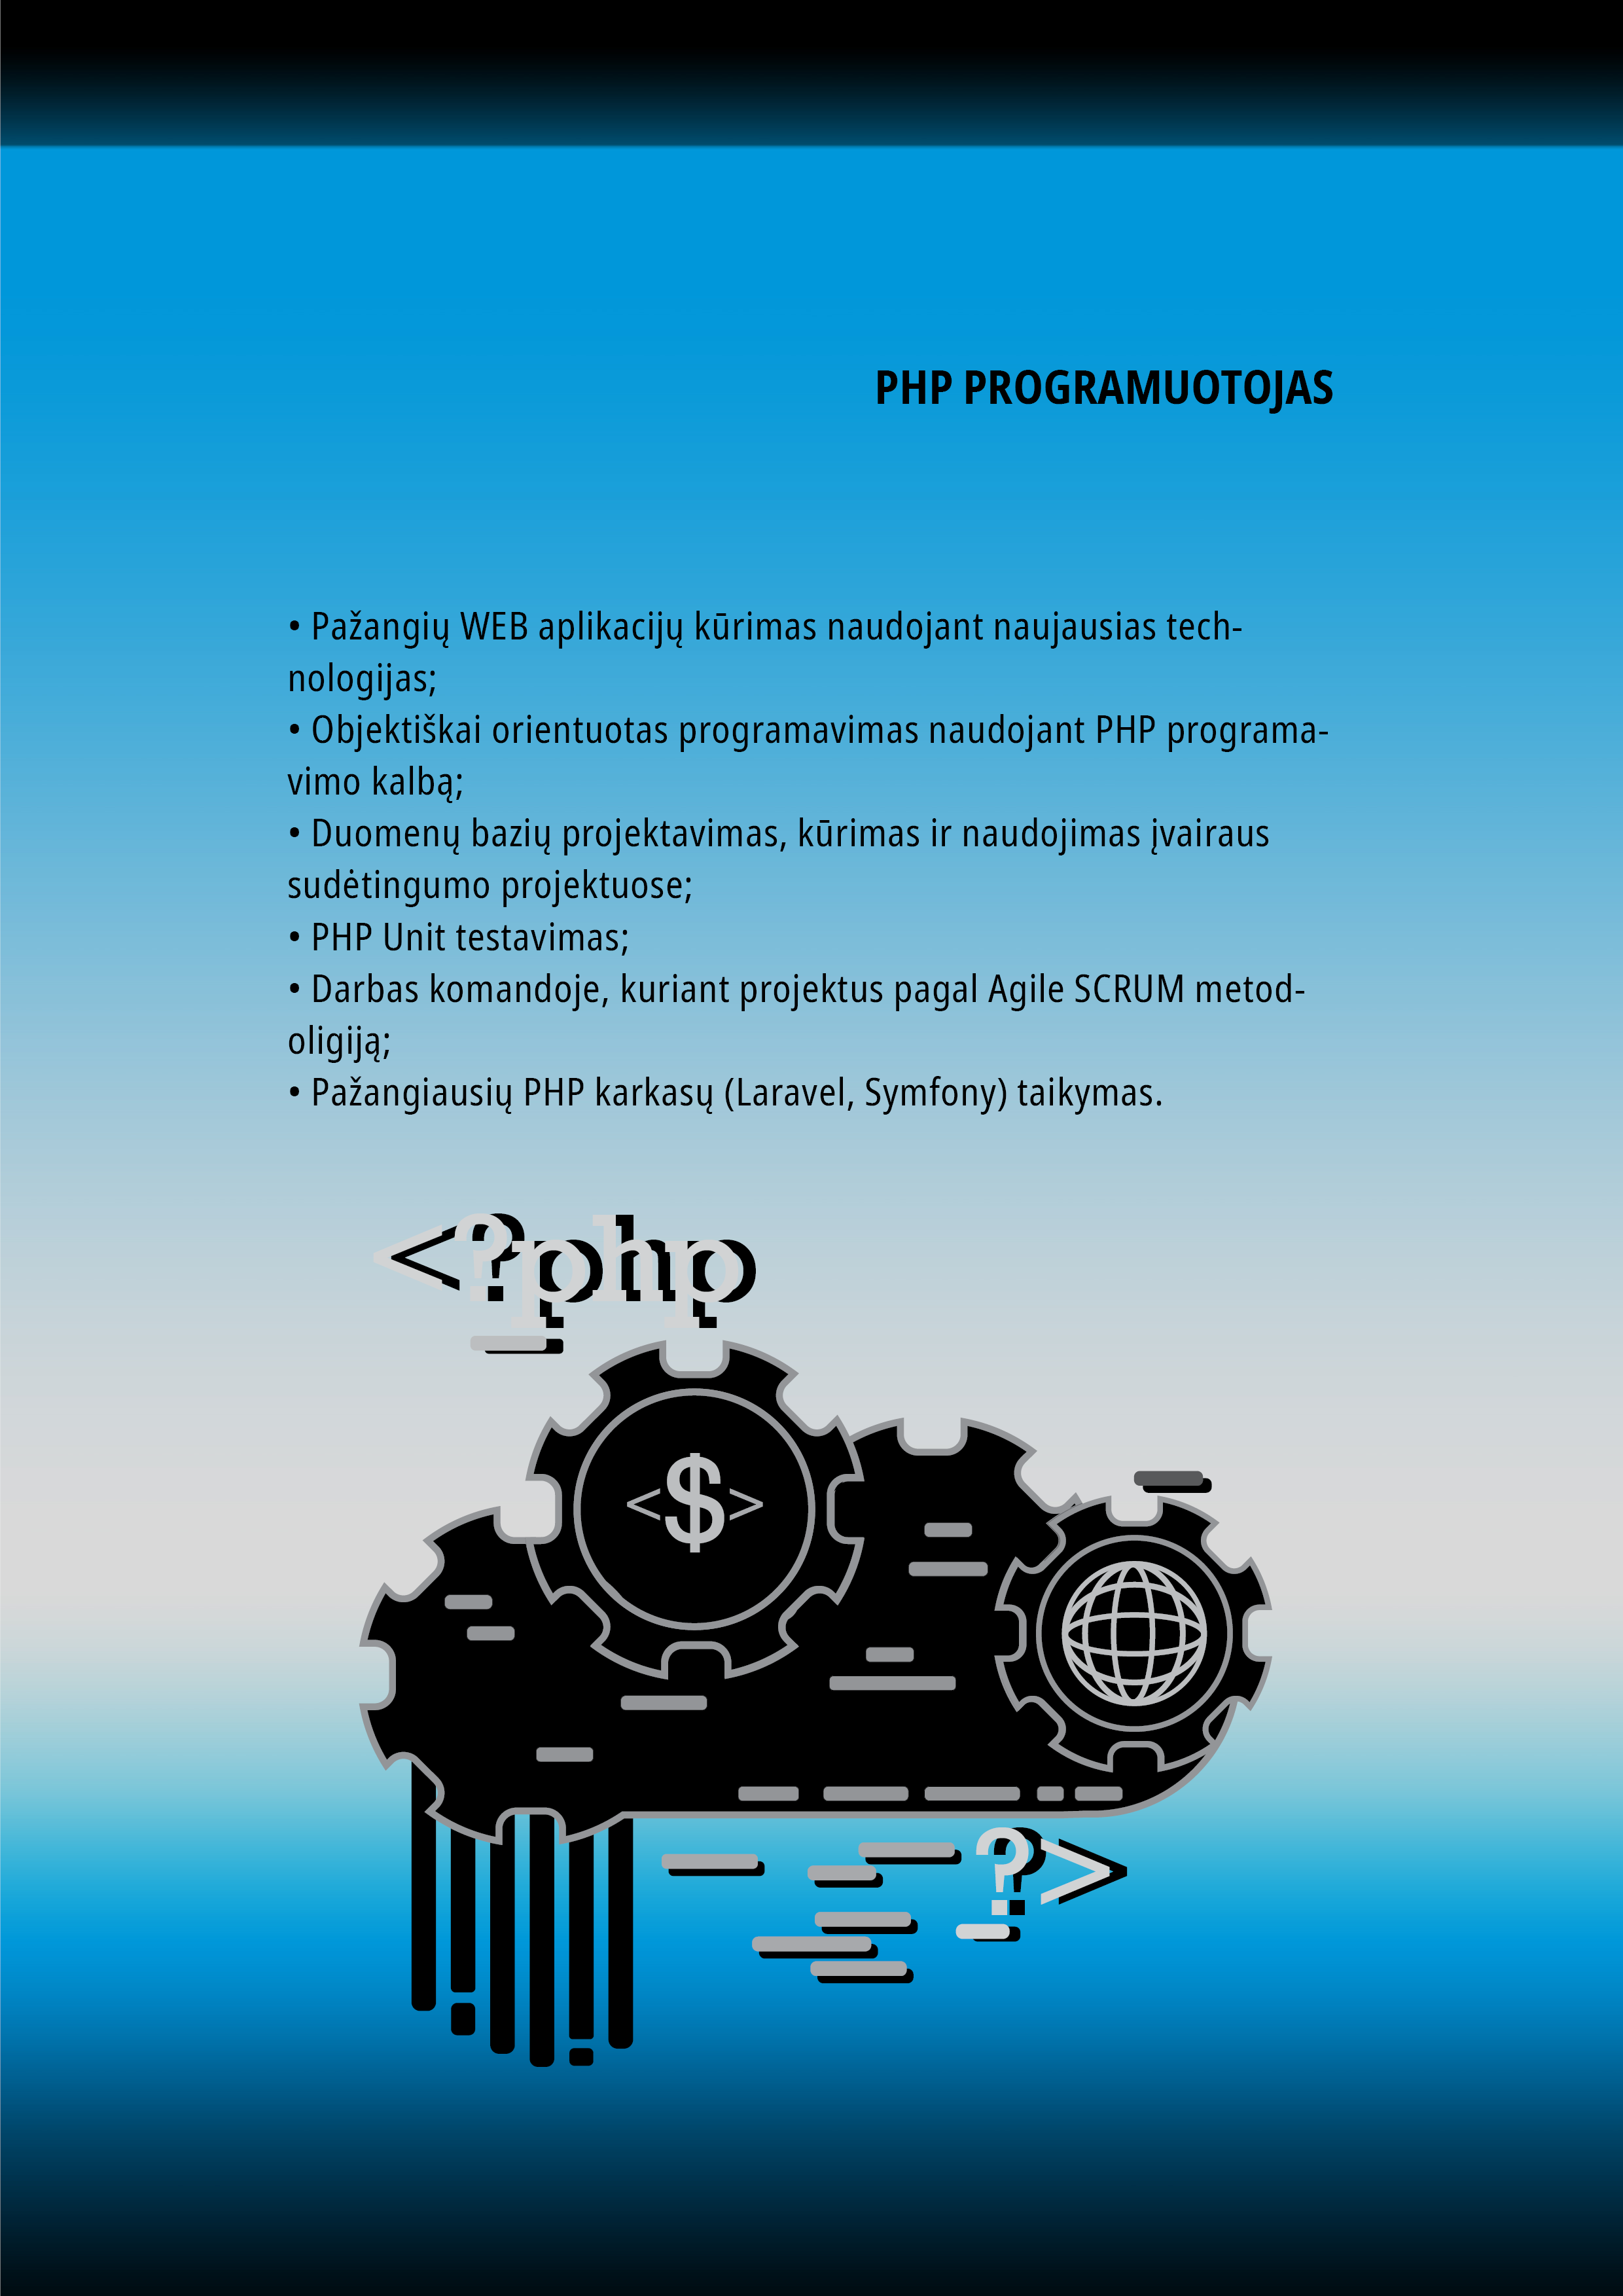 PHP PROGRAMUOTOJAS
• Pažangių WEB aplikacijų kūrimas naudojant naujausias tech-
nologijas;
• Objektiškai orientuotas programavimas naudojant PHP programa-
vimo kalbą;
• Duomenų bazių projektavimas, kūrimas ir naudojimas įvairaus
sudėtingumo projektuose;
• PHP Unit testavimas;
• Darbas komandoje, kuriant projektus pagal Agile SCRUM metod-
oligiją;
• Pažangiausių PHP karkasų (Laravel, Symfony) taikymas.
<?php
<$>
?>